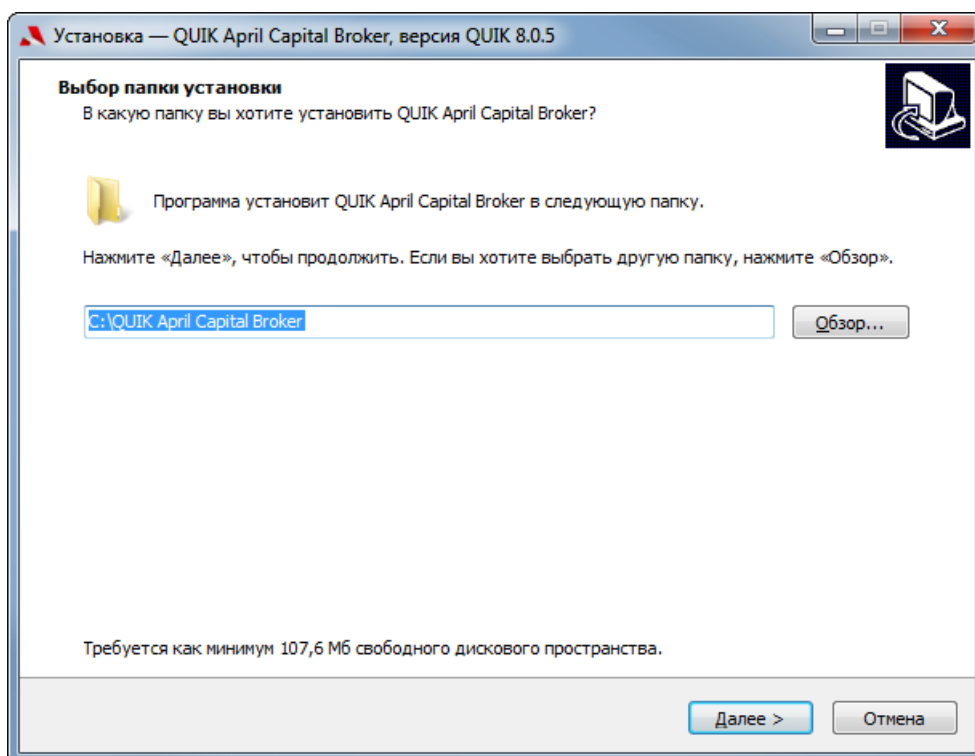 Установка — QUIK April Capital Broker, версия QUIK 8.0.5
Выбор папки установки
В какую папку вы хотите установить QUIK April Capital Broker?
Программа установит QUIK April Capital Broker в следующую папку.
Нажмите «Далее», чтобы продолжить. Если вы хотите выбрать другую папку, нажмите «Обзор».
C:\QUIK April Capital Broker
Обзор...
Требуется как минимум 107,6 Мб свободного дискового пространства.
Далее >
Отмена